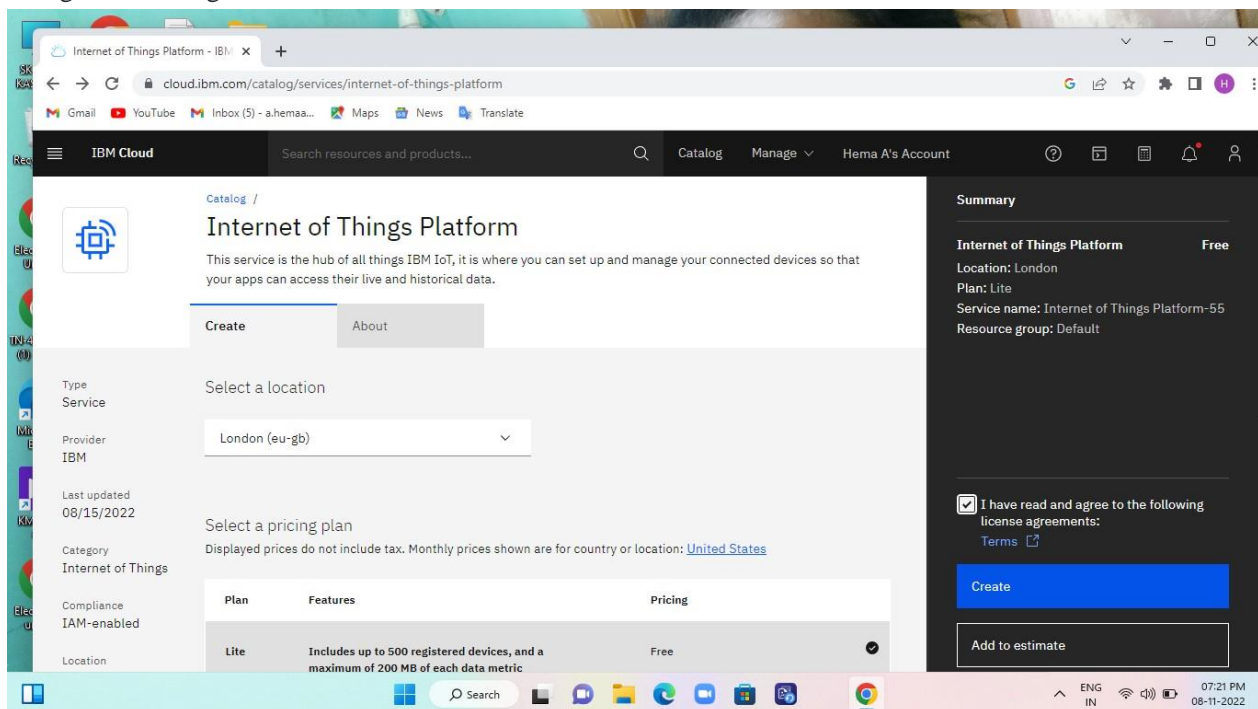 Internet of Things Platform - IBM
cloud.ibm.com/catalog/services/internet-of-things-platform
Gmail YouTube Inbox (5) - a.hemaa... Maps News Translate
IBM Cloud Search resources and products... Catalog Manage Hema A's Account
Catalog /
Internet of Things Platform
This service is the hub of all things IBM IoT, it is where you can set up and manage your connected devices so that
your apps can access their live and historical data.
Create About
Type
Service
Provider
IBM
Last updated
08/15/2022
Category
Internet of Things
Compliance
IAM-enabled
Location
Select a location
London (eu-gb)
Select a pricing plan
Displayed prices do not include tax. Monthly prices shown are for country or location: United States
Plan Features Pricing
Lite Includes up to 500 registered devices, and a Free
maximum of 200 MB of each data metric
Summary
Internet of Things Platform Free
Location: London
Plan: Lite
Service name: Internet of Things Platform-55
Resource group: Default
I have read and agree to the following
license agreements:
Terms
Create
Add to estimate
Search
ENG
IN
07:21 PM
08-11-2022